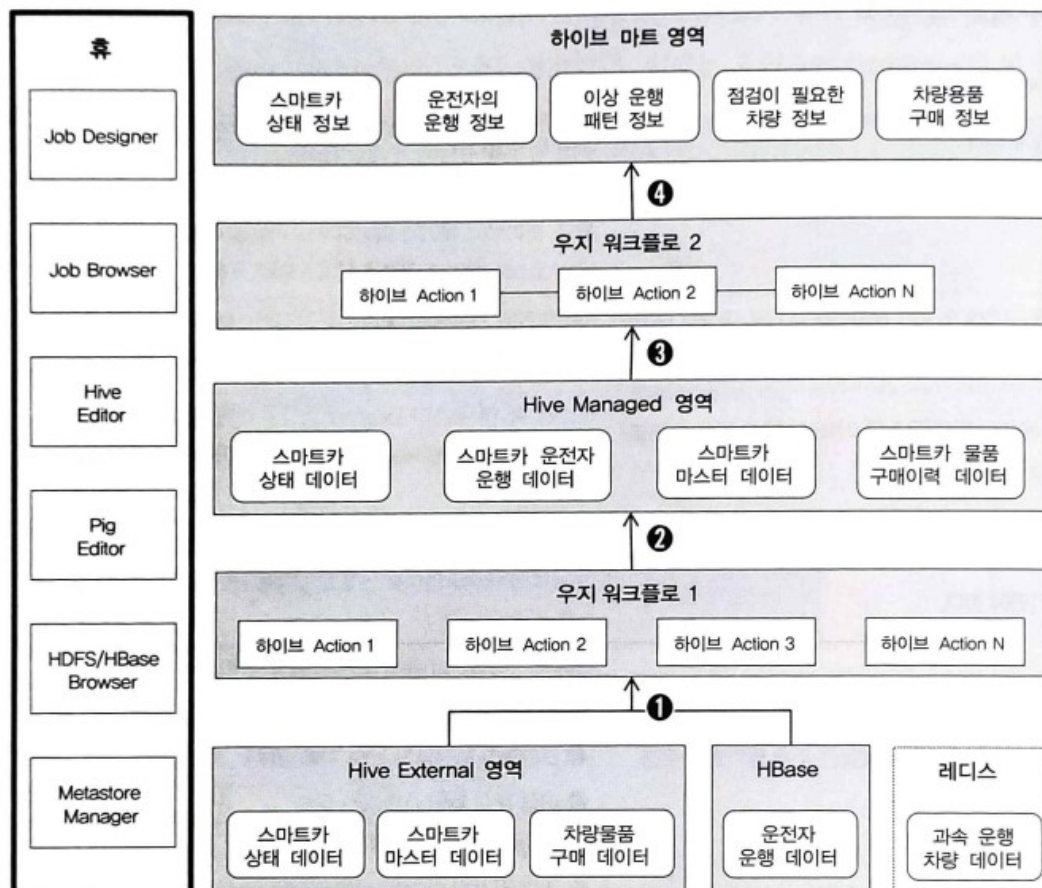 휴
Job Designer
Job Browser
Hive
Editor
Pig
Editor
HDFS/HBase
Browser
Metastore
Manager
하이브 마트 영역
스마트카
상태 정보
운전자의
운행 정보
이상 운행
패턴 정보
점검이 필요한
차량 정보
차량용품
구매 정보
❹
우지 워크플로 2
하이브 Action 1
하이브 Action 2
하이브 Action N
❸
Hive Managed 영역
스마트카
상태 데이터
스마트카 운전자
운행 데이터
스마트카
마스터 데이터
스마트카 물품
구매이력 데이터
❷
우지 워크플로 1
하이브 Action 1
하이브 Action 2
하이브 Action 3
하이브 Action N
❶
Hive External 영역
스마트카
상태 데이터
스마트카
마스터 데이터
차량물품
구매 데이터
HBase
운전자
운행 데이터
레디스
과속 운행
차량 데이터